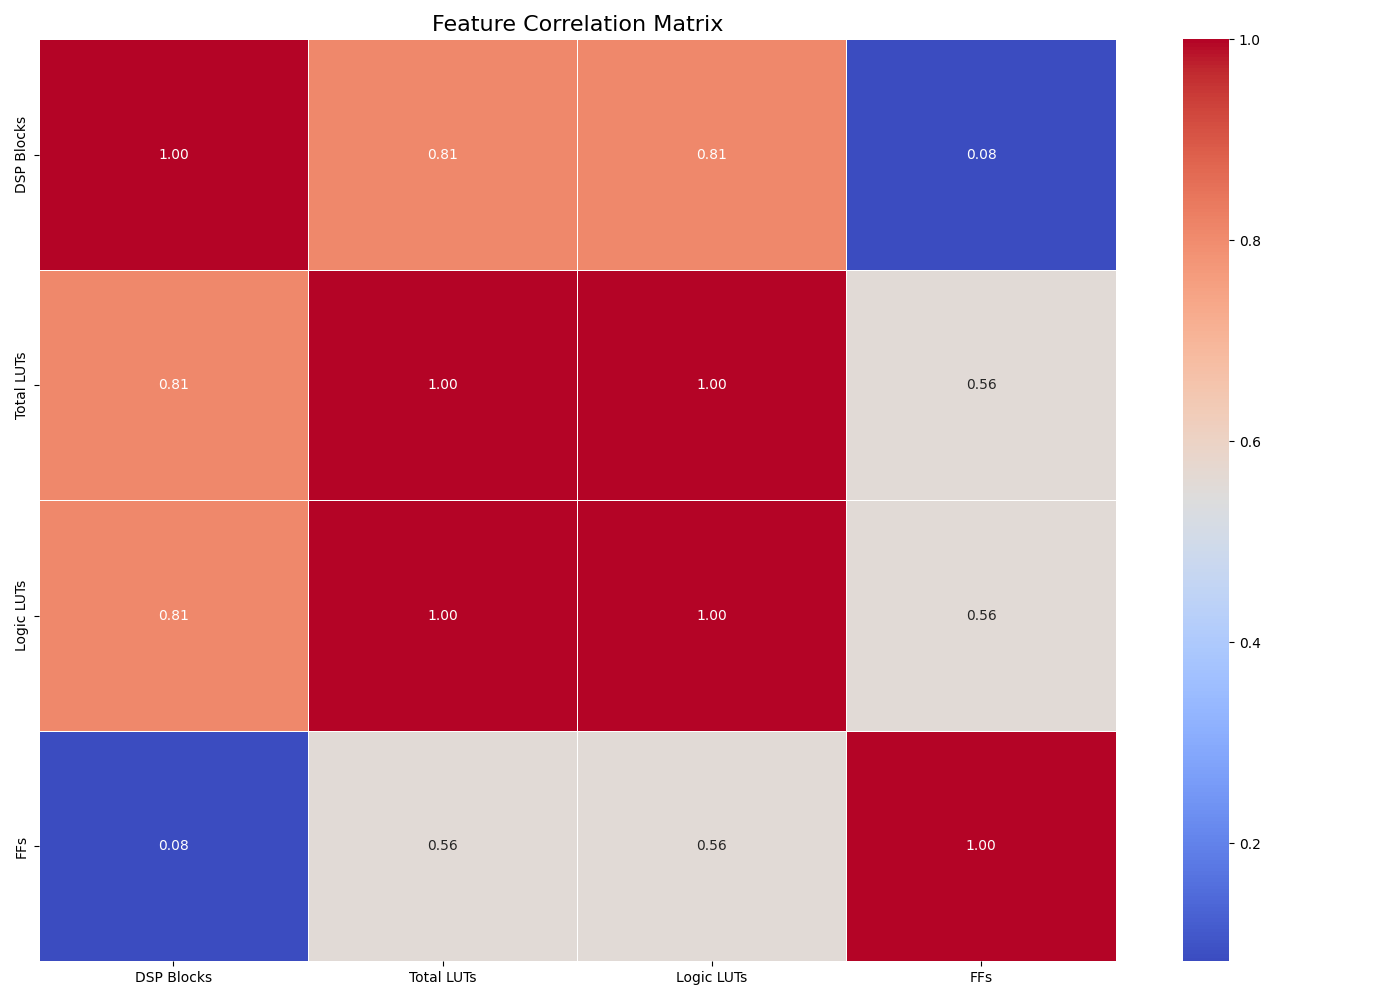 Feature Correlation Matrix
DSP Blocks
1.00 0.81 0.81 0.08
Total LUTs
0.81 1.00 1.00 0.56
Logic LUTs
0.81 1.00 1.00 0.56
FFs
0.08 0.56 0.56 1.00
DSP Blocks Total LUTs Logic LUTs FFs
1.0
0.8
0.6
0.4
0.2